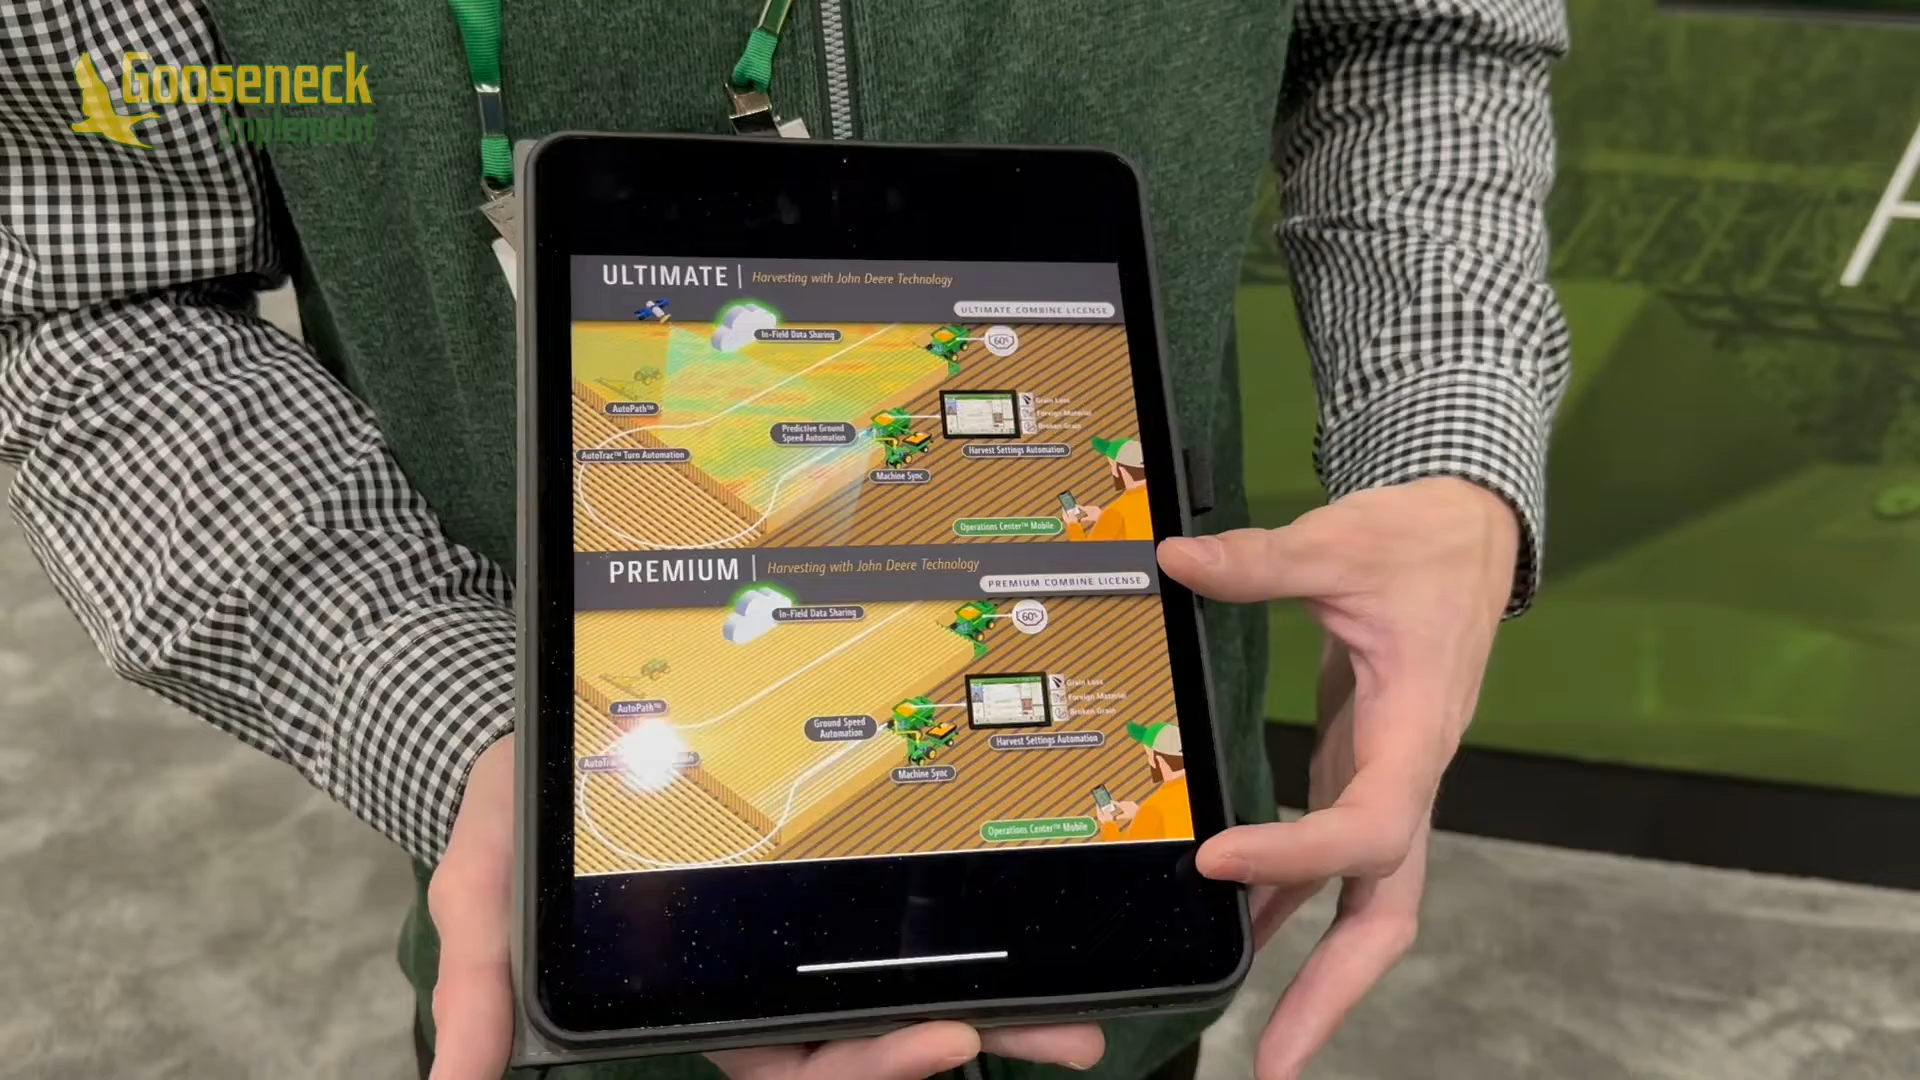 Gooseneck
Implement
ULTIMATE | Harvesting with John Deere Technology
ULTIMATE COMBINE LICENSE
In-Field Data Sharing
60%
AutoPath™
Predictive Ground
Speed Automation
Grain Loss
Foreign Material
Broken Grain
AutoTrac™ Turn Automation
Harvest Settings Automation
Machine Sync
Operations Center™ Mobile
PREMIUM | Harvesting with John Deere Technology
PREMIUM COMBINE LICENSE
In-Field Data Sharing
60%
AutoPath™
Ground Speed
Automation
Grain Loss
Foreign Material
Broken Grain
Harvest Settings Automation
Machine Sync
Operations Center™ Mobile